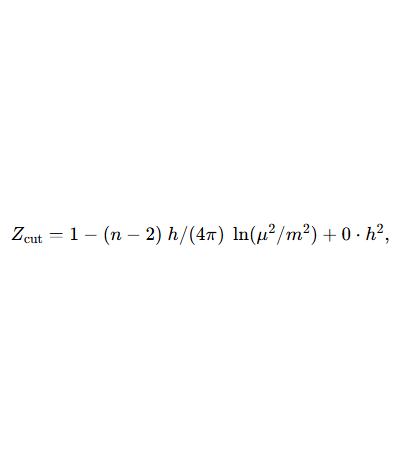 Z_cut = 1 − (n − 2) h/(4π) ln(μ²/m²) + 0 · h²,